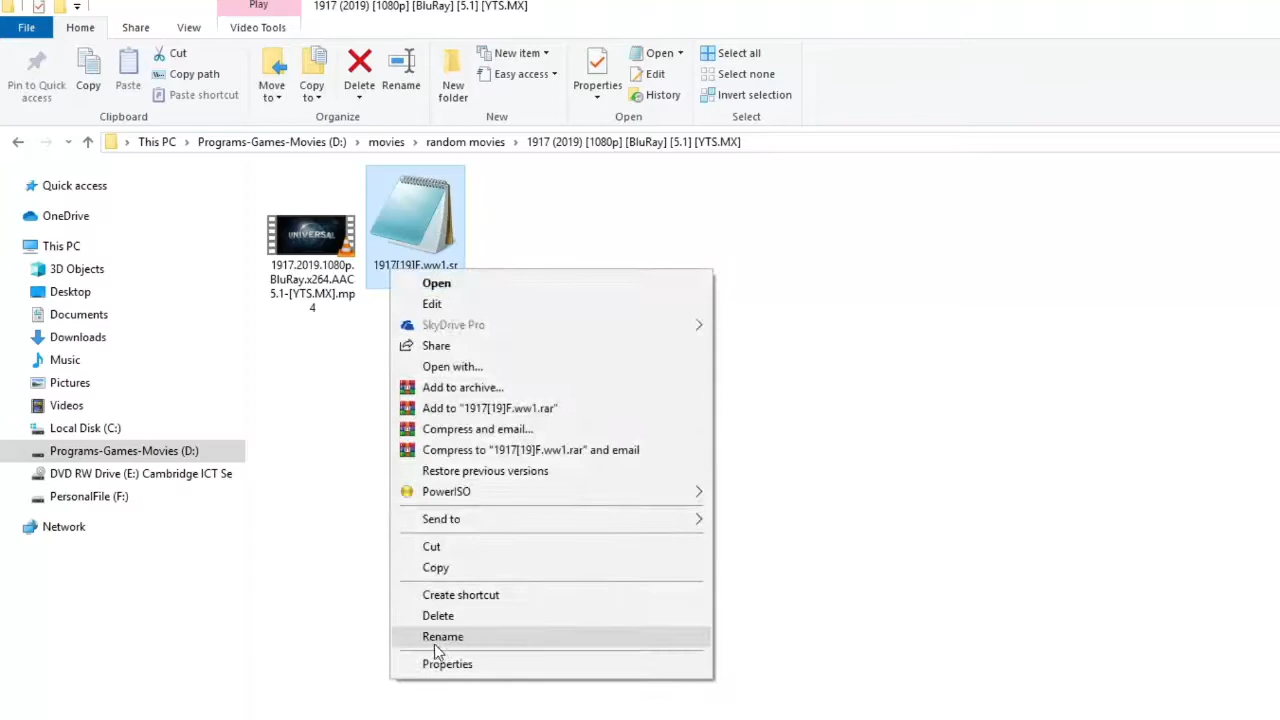 Play
1917 (2019) [1080p] [BluRay] [5.1] [YTS.MX]
File
Home
Share
View
Video Tools
Pin to Quick
access
Copy
Paste
Cut
Copy path
Paste shortcut
Clipboard
Move
to
Copy
to
Delete
Rename
Organize
New
folder
New item
Easy access
New
Properties
Open
Edit
History
Open
Select all
Select none
Invert selection
Select
This PC
Programs-Games-Movies (D:)
movies
random movies
1917 (2019) [1080p] [BluRay] [5.1] [YTS.MX]
Quick access
OneDrive
This PC
3D Objects
Desktop
Documents
Downloads
Music
Pictures
Videos
Local Disk (C:)
Programs-Games-Movies (D:)
DVD RW Drive (E:) Cambridge ICT Se
PersonalFile (F:)
Network
UNIVERSAL
1917.2019.1080p.
BluRay.x264.AAC
5.1-[YTS.MX].mp
4
1917[19]F.ww1.sr
Open
Edit
SkyDrive Pro
Share
Open with...
Add to archive...
Add to "1917[19]F.ww1.rar"
Compress and email...
Compress to "1917[19]F.ww1.rar" and email
Restore previous versions
PowerISO
Send to
Cut
Copy
Create shortcut
Delete
Rename
Properties